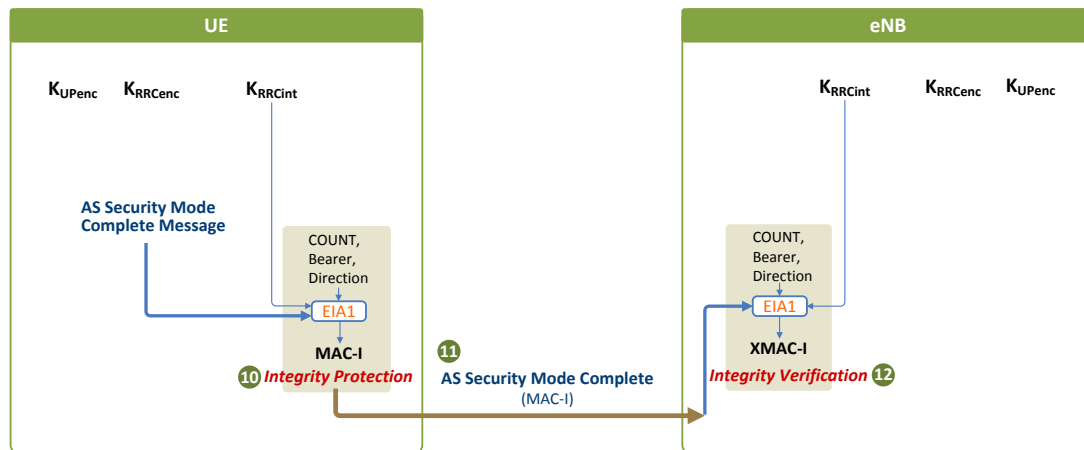 UE
eNB
KUPenc KRRCenc KRRCint
KRRCint KRRCenc KUPenc
AS Security Mode
Complete Message
COUNT,
Bearer,
Direction
EIA1
MAC-I
10 Integrity Protection
11
AS Security Mode Complete
(MAC-I)
COUNT,
Bearer,
Direction
EIA1
XMAC-I
Integrity Verification 12